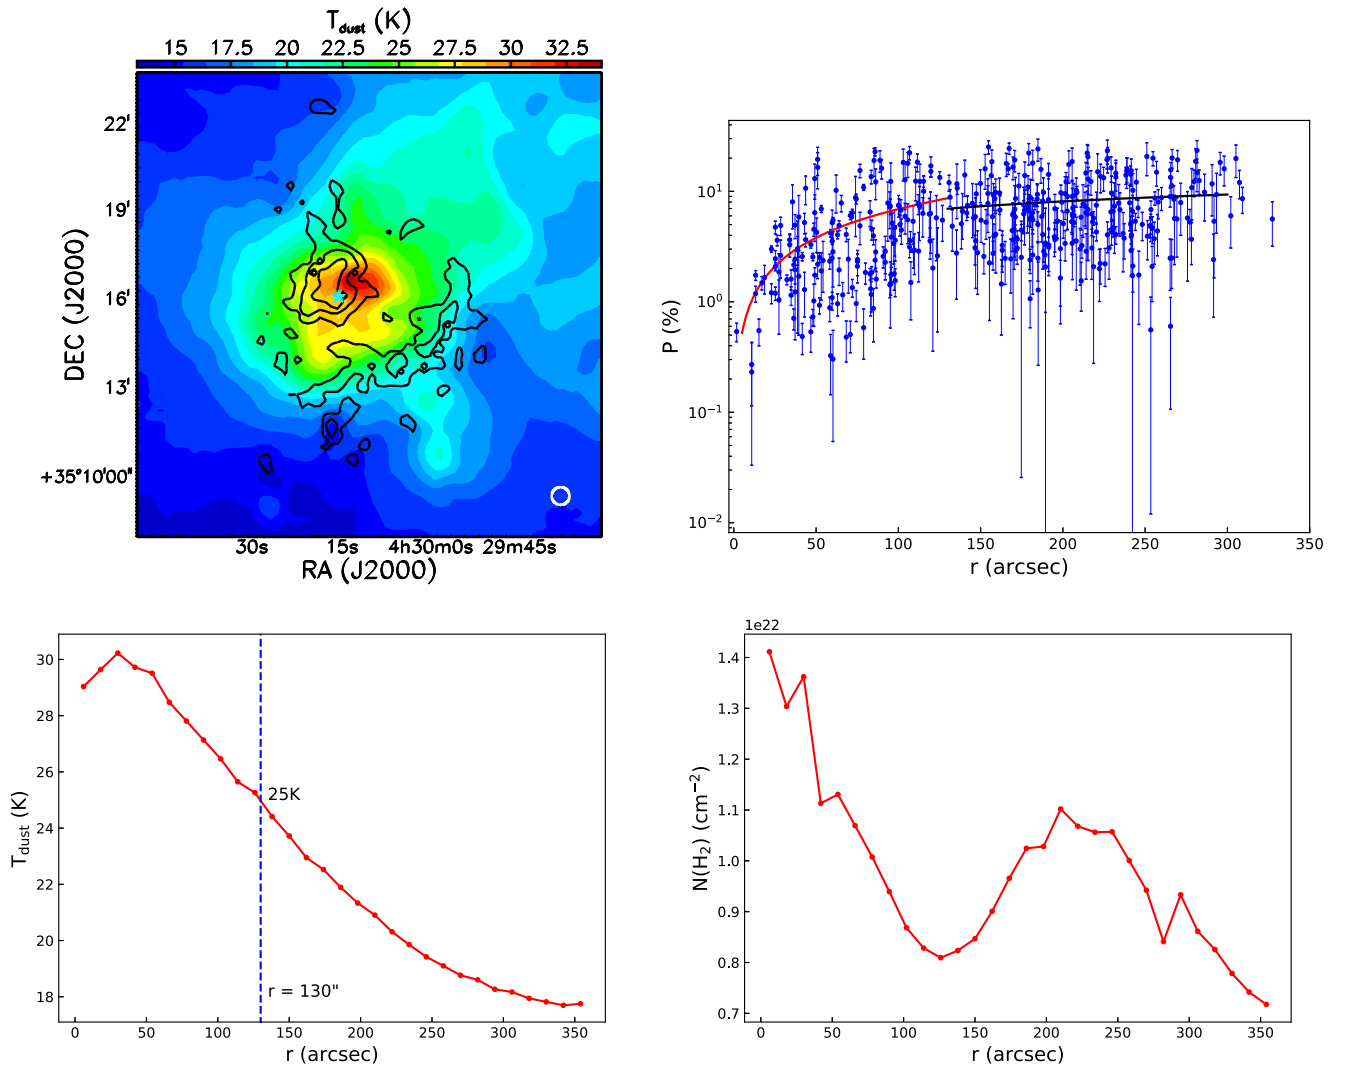 T_dust (K)
15 17.5 20 22.5 25 27.5 30 32.5
22'
19'
16'
13'
+35°10'00"
DEC (J2000)
30s 15s 4h30m0s 29m45s
RA (J2000)
10^1
10^0
10^−1
10^−2
P (%)
0 50 100 150 200 250 300 350
r (arcsec)
30
28
26
24
22
20
18
T_dust (K)
25K
r = 130"
0 50 100 150 200 250 300 350
r (arcsec)
1e22
1.4
1.3
1.2
1.1
1.0
0.9
0.8
0.7
N(H_2) (cm^−2)
0 50 100 150 200 250 300 350
r (arcsec)